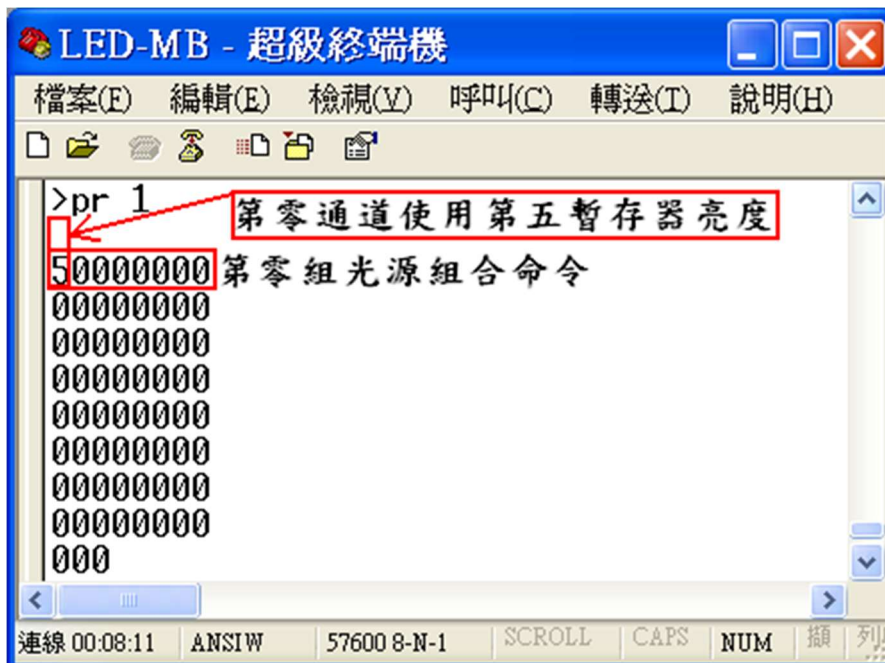 LED-MB - 超級終端機
檔案(F) 編輯(E) 檢視(V) 呼叫(C) 轉送(T) 說明(H)
>pr 1
第零通道使用第五暫存器亮度
50000000 第零組光源組合命令
00000000
00000000
00000000
00000000
00000000
00000000
00000000
000
連線 00:08:11 ANSIW 57600 8-N-1 SCROLL CAPS NUM 擷 列